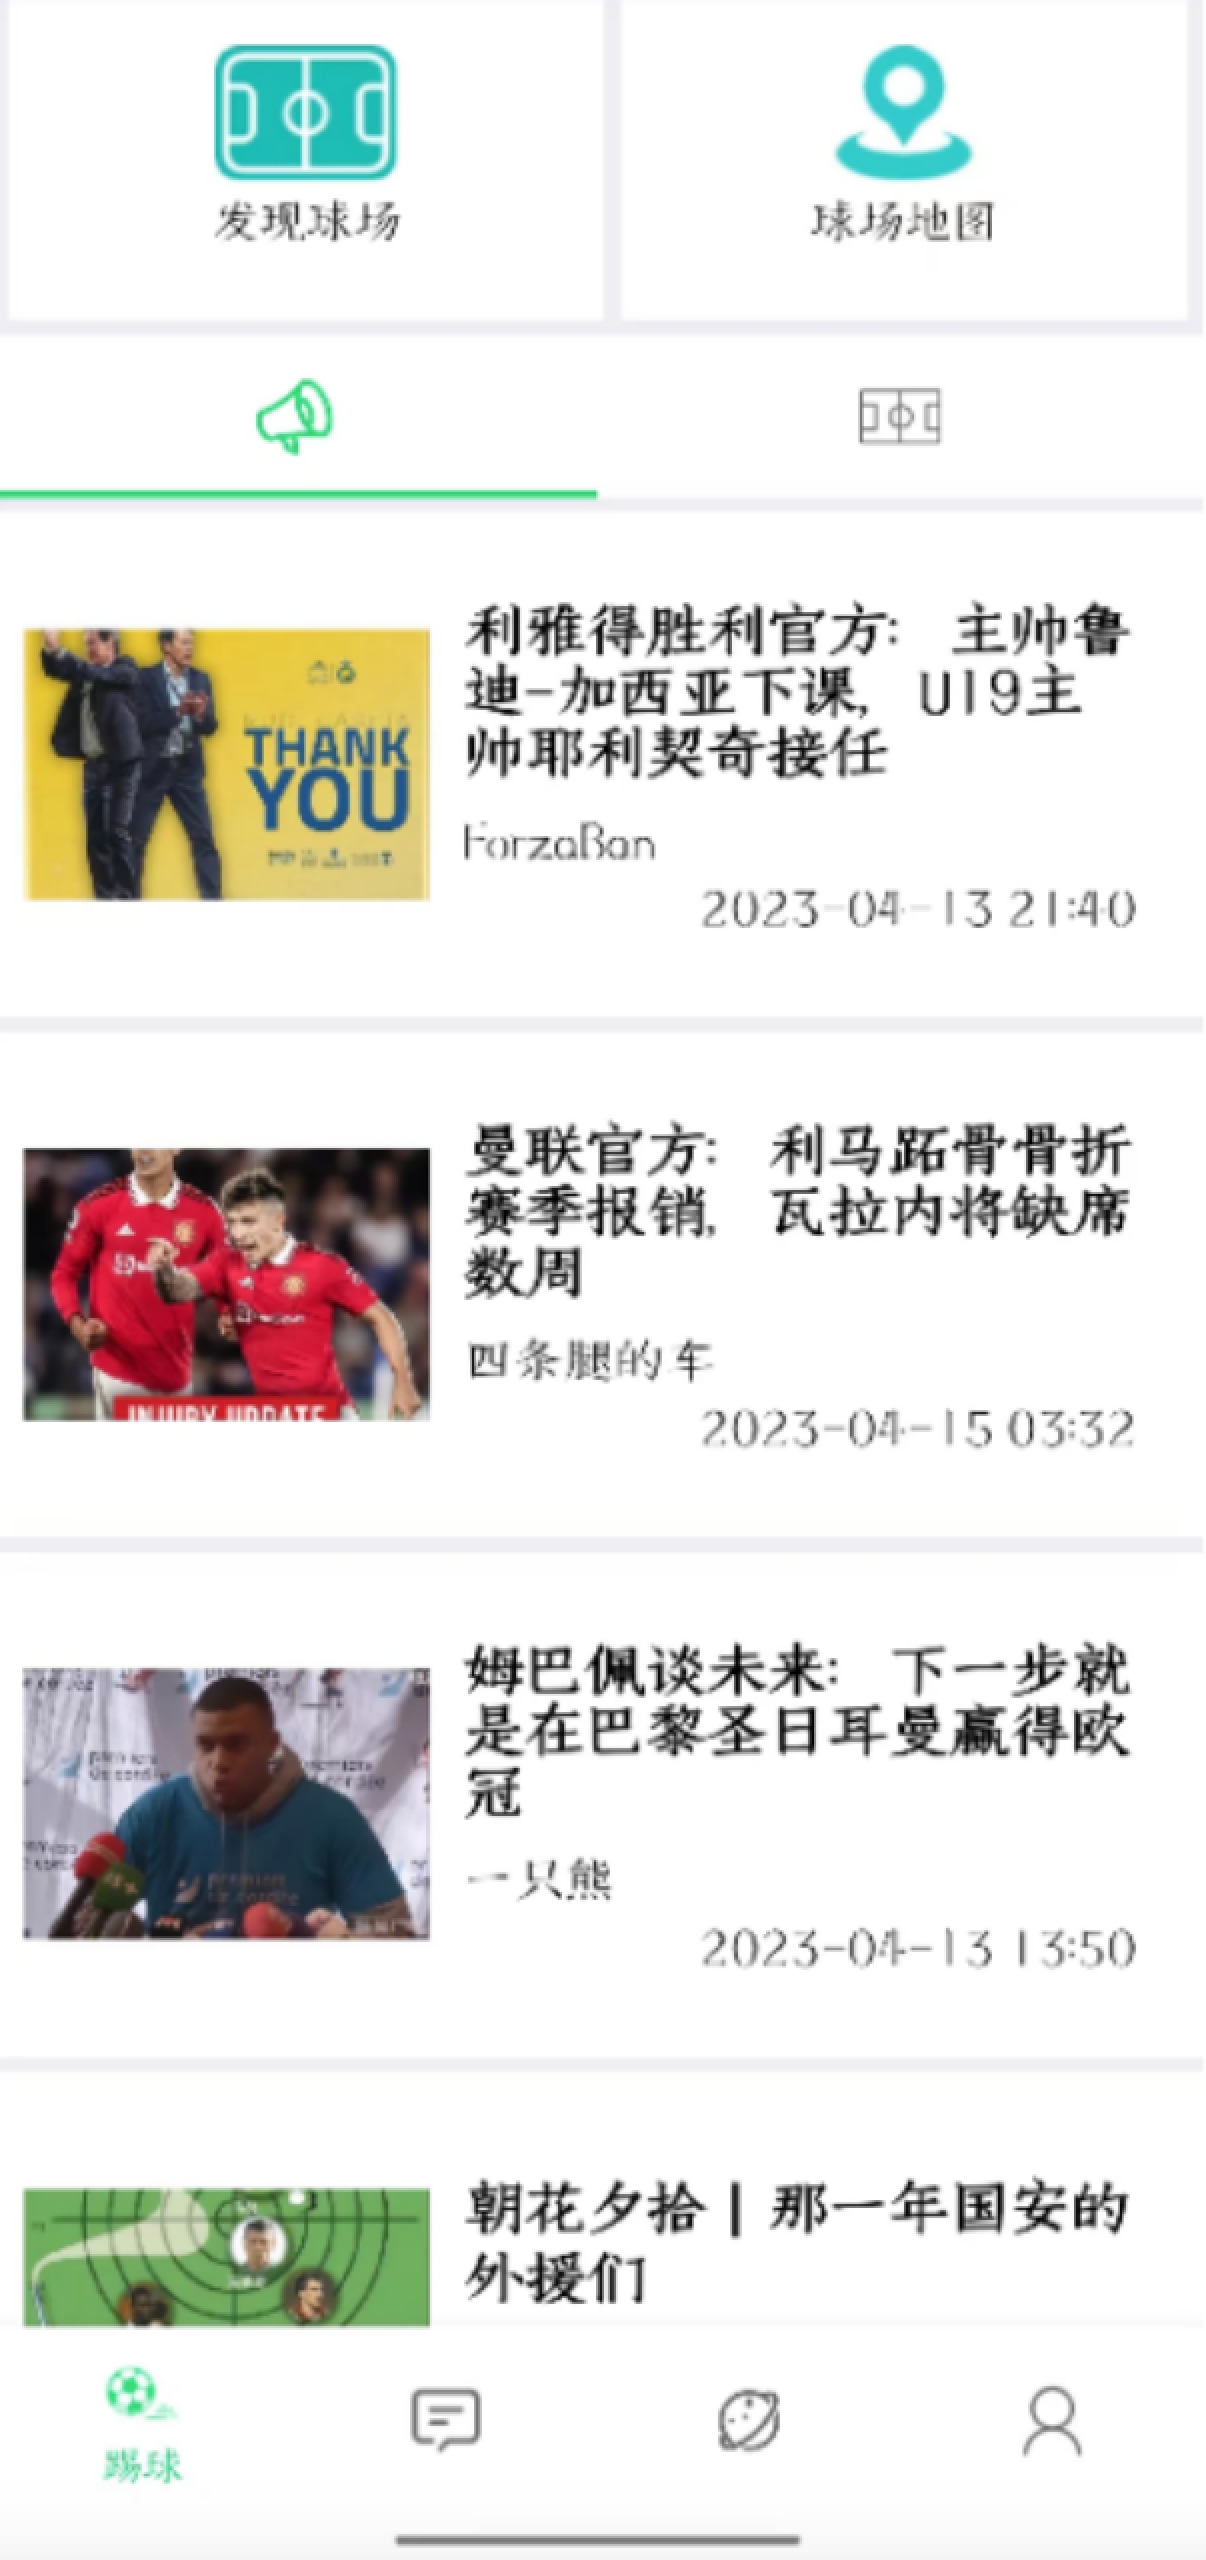 发现球场
球场地图
利雅得胜利官方：主帅鲁
迪-加西亚下课，U19主
帅耶利契奇接任
THANK
YOU
ForzaBan
2023-04-13 21:40
曼联官方：利马跖骨骨折
赛季报销，瓦拉内将缺席
数周
INJURY UPDATE
四条腿的车
2023-04-15 03:32
姆巴佩谈未来：下一步就
是在巴黎圣日耳曼赢得欧
冠
一只熊
2023-04-13 13:50
朝花夕拾 | 那一年国安的
外援们
踢球